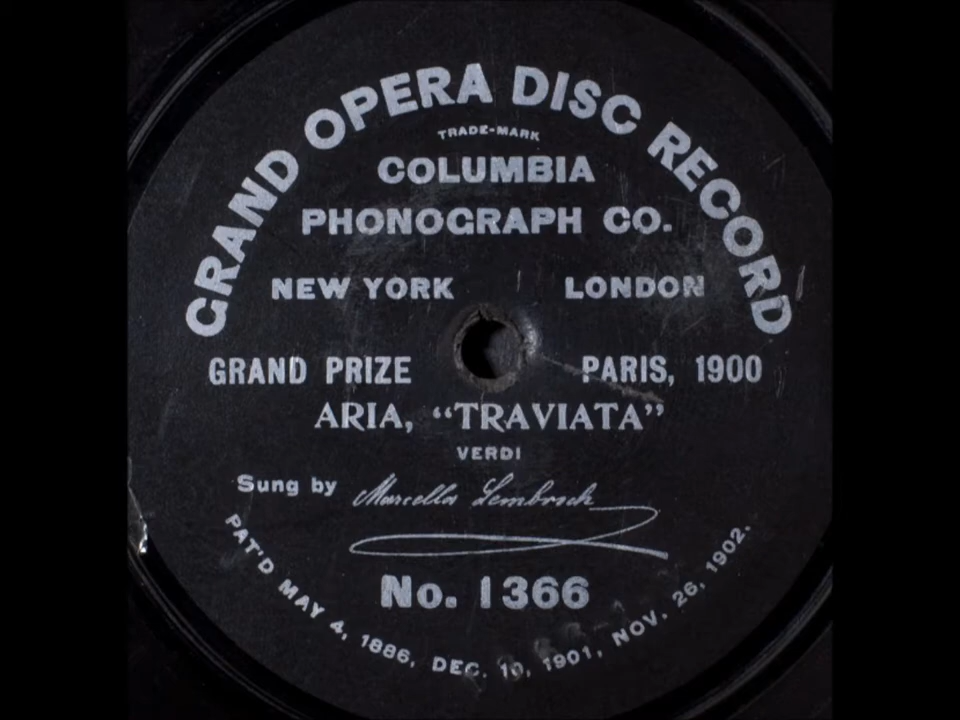 GRAND OPERA DISC RECORD
TRADE-MARK
COLUMBIA
PHONOGRAPH CO.
NEW YORK LONDON
GRAND PRIZE PARIS, 1900
ARIA, “TRAVIATA”
VERDI
Sung by Marcella Sembrich
No. 1366
PAT'D MAY 4, 1886, DEC. 10, 1901, NOV. 26, 1902.